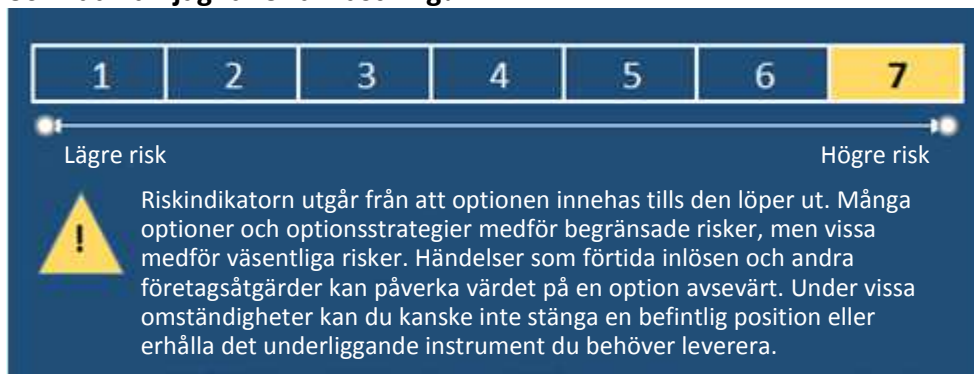 1 2 3 4 5 6 7
Lägre risk Högre risk
Riskindikatorn utgår från att optionen innehas tills den löper ut. Många
! optioner och optionsstrategier medför begränsade risker, men vissa
medför väsentliga risker. Händelser som förtida inlösen och andra
företagsåtgärder kan påverka värdet på en option avsevärt. Under vissa
omständigheter kan du kanske inte stänga en befintlig position eller
erhålla det underliggande instrument du behöver leverera.